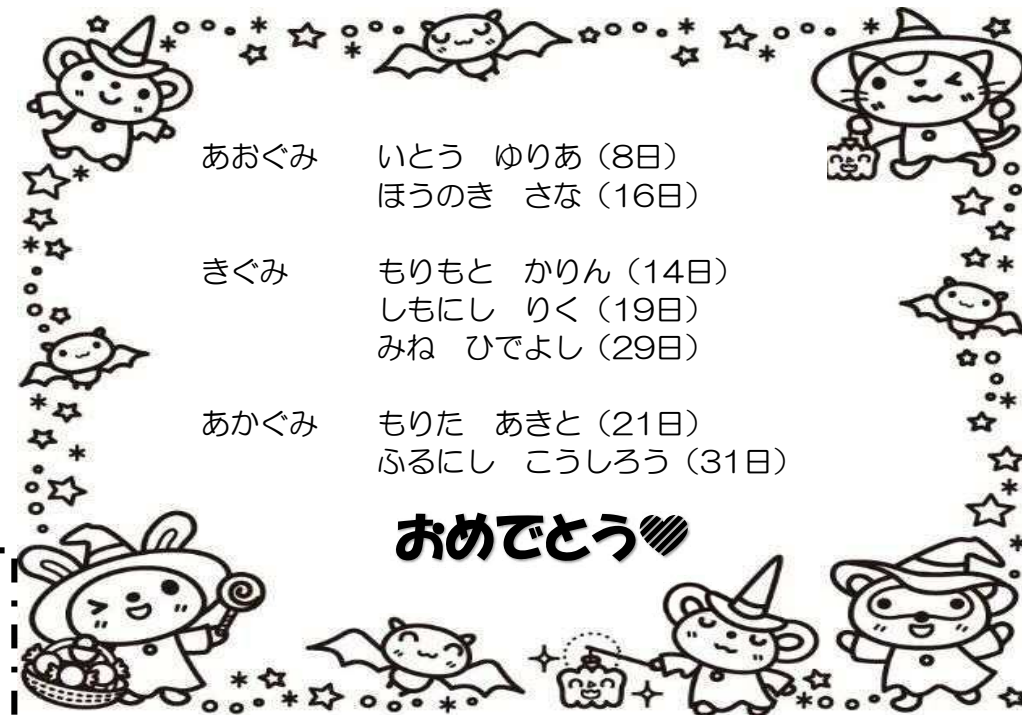 あおぐみ　いとう　ゆりあ（8日）
ほうのき　さな（16日）
きぐみ　もりもと　かりん（14日）
しもにし　りく（19日）
みね　ひでよし（29日）
あかぐみ　もりた　あきと（21日）
ふるにし　こうしろう（31日）
おめでとう♥